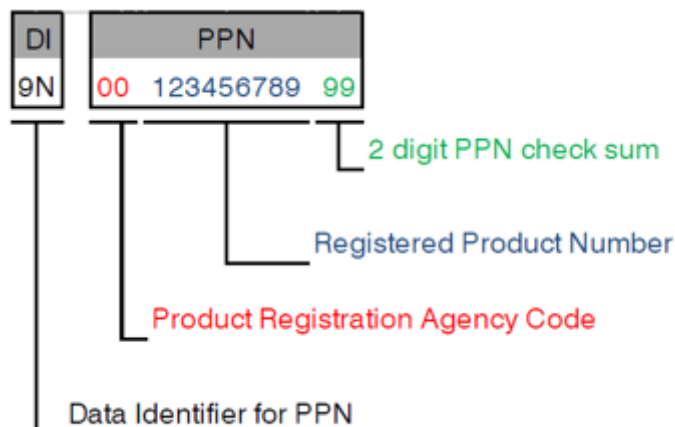 DI PPN
9N 00 123456789 99
2 digit PPN check sum
Registered Product Number
Product Registration Agency Code
Data Identifier for PPN